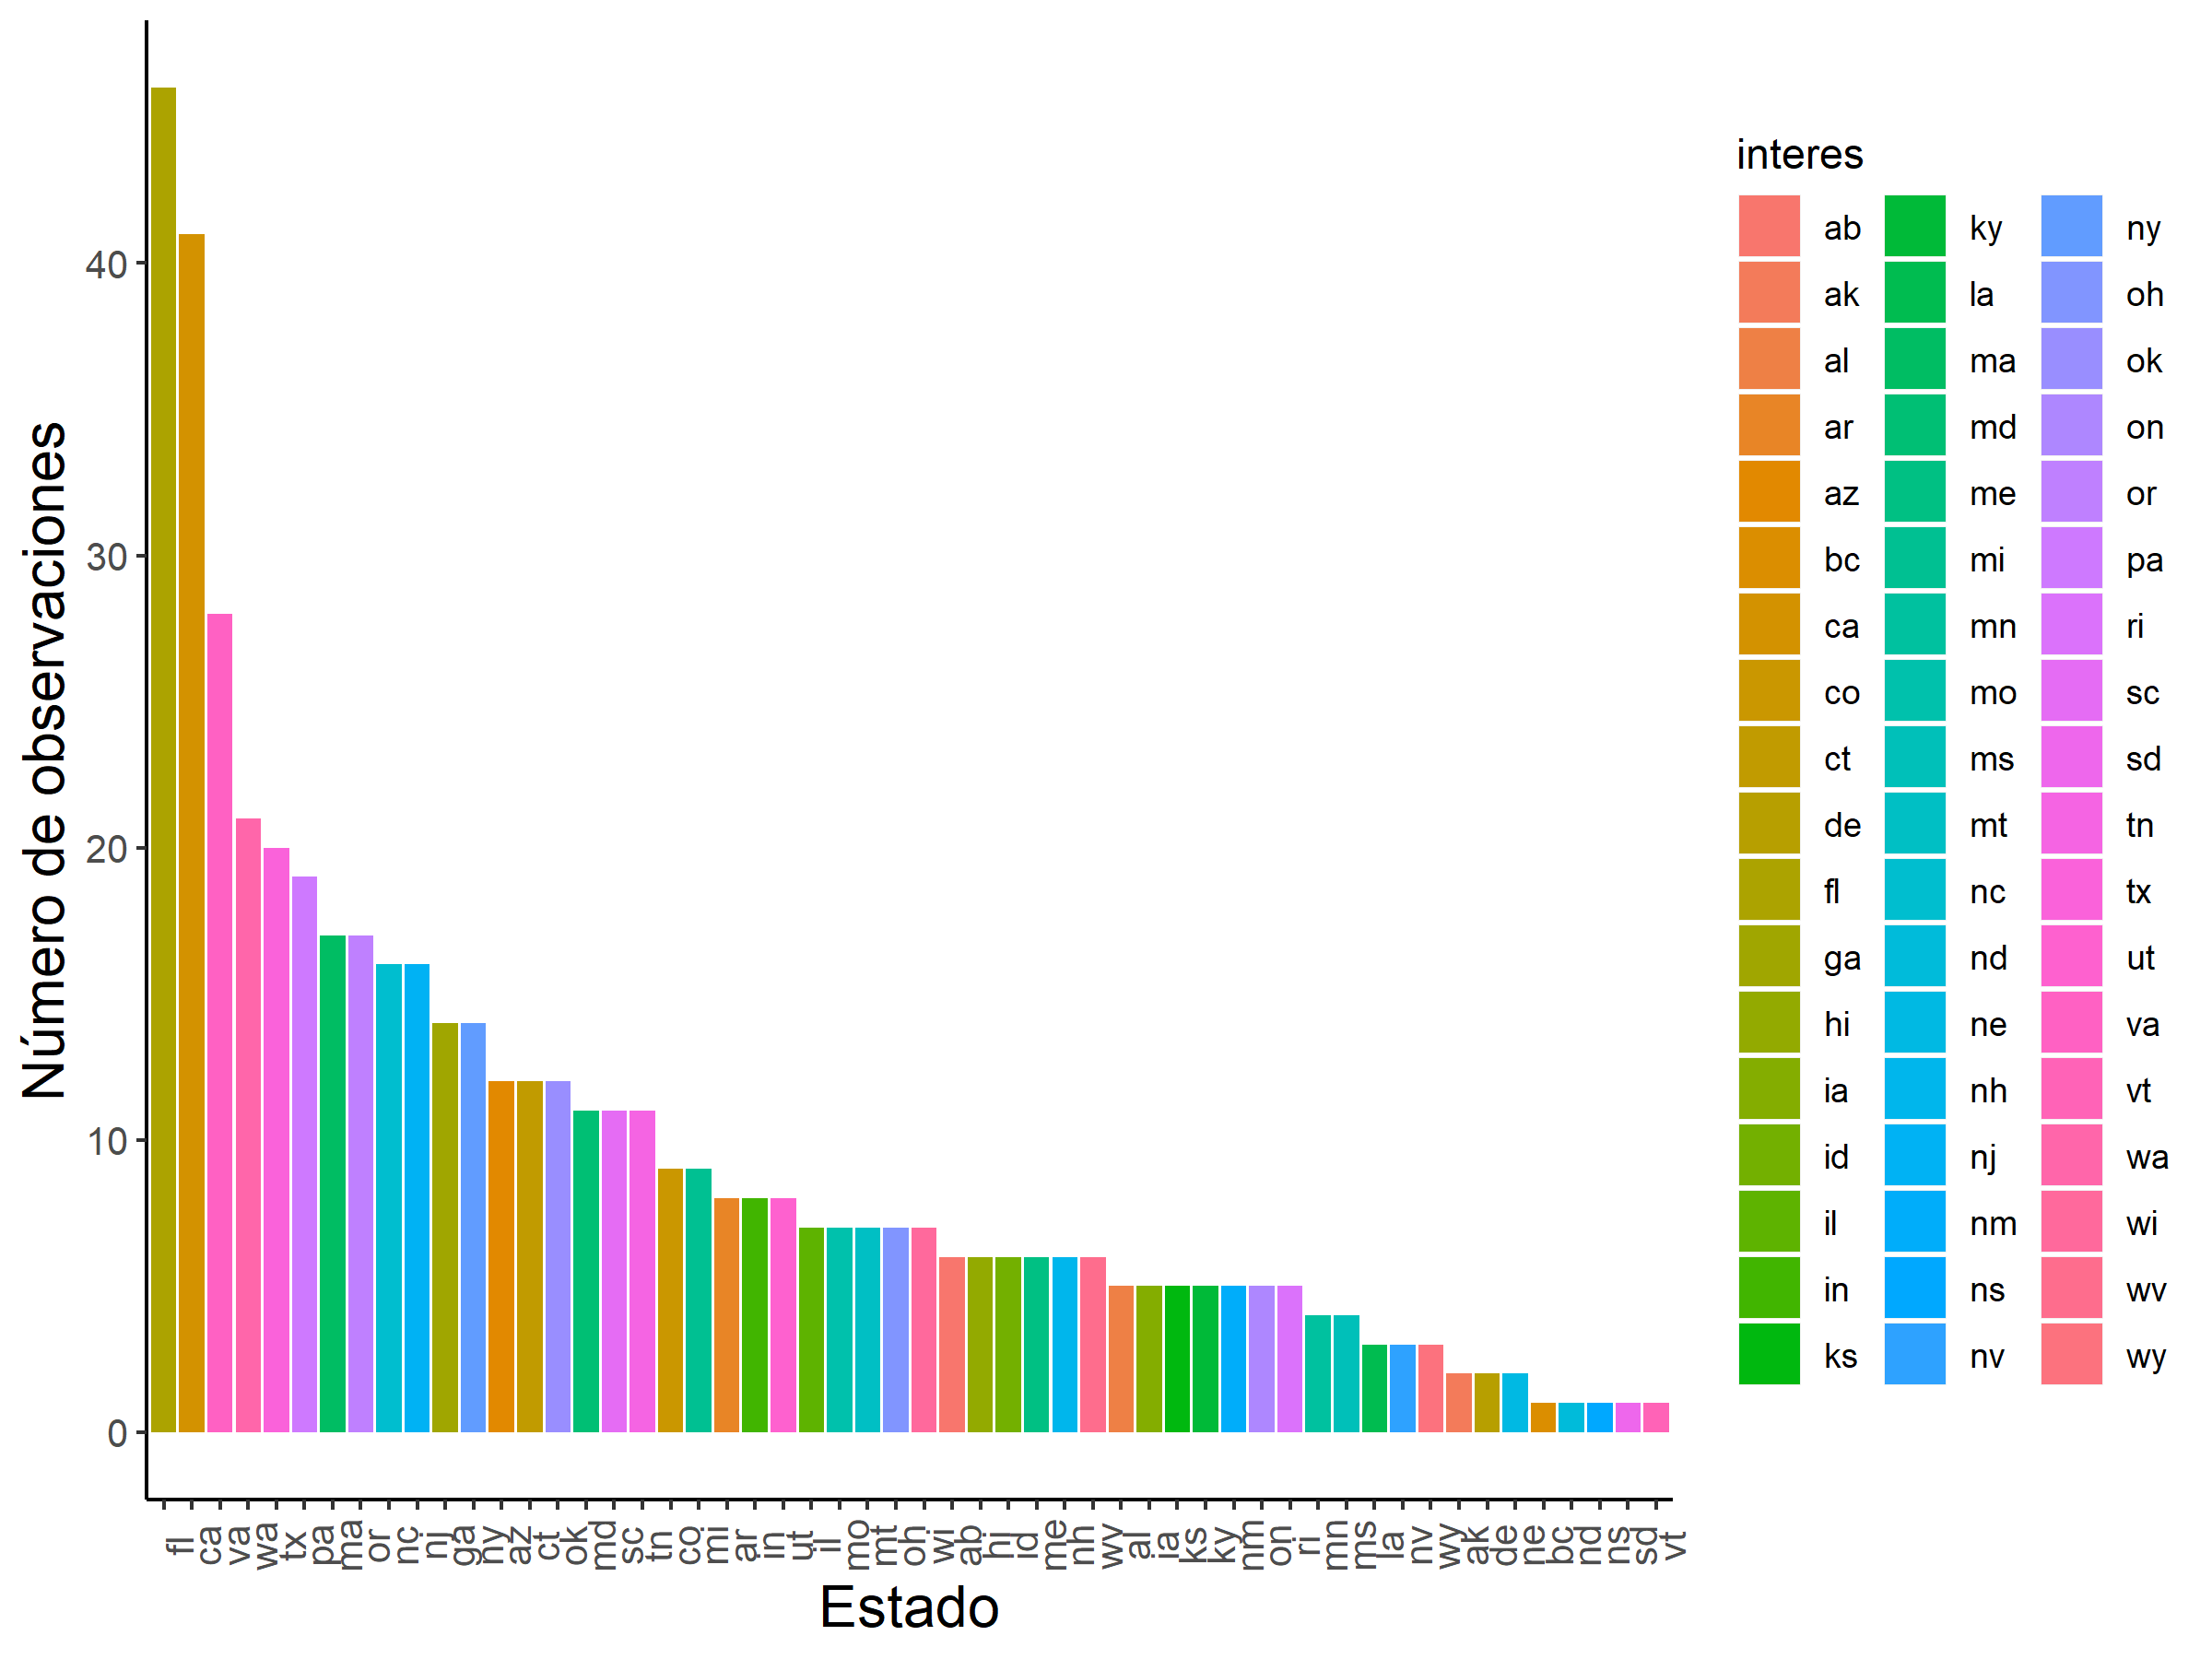 Número de observaciones
40
30
20
10
0
fl ca va wa tx pa ma or nc nj ga ny az ct ok md sc tn co mi ar in ut il mo mt oh wi ab hi id me nh wv al ia ks ky nm on ri mn ms la nv wy ak de ne bc nd ns sd vt
Estado
interes
ab ky ny
ak la oh
al ma ok
ar md on
az me or
bc mi pa
ca mn ri
co mo sc
ct ms sd
de mt tn
fl nc tx
ga nd ut
hi ne va
ia nh vt
id nj wa
il nm wi
in ns wv
ks nv wy